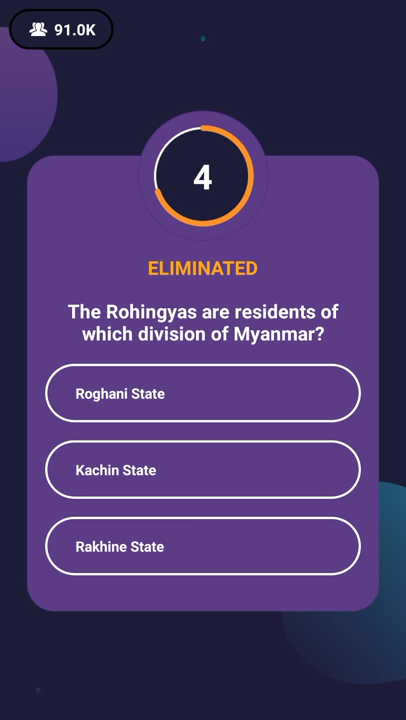 91.0K
4
ELIMINATED
The Rohingyas are residents of
which division of Myanmar?
Roghani State
Kachin State
Rakhine State